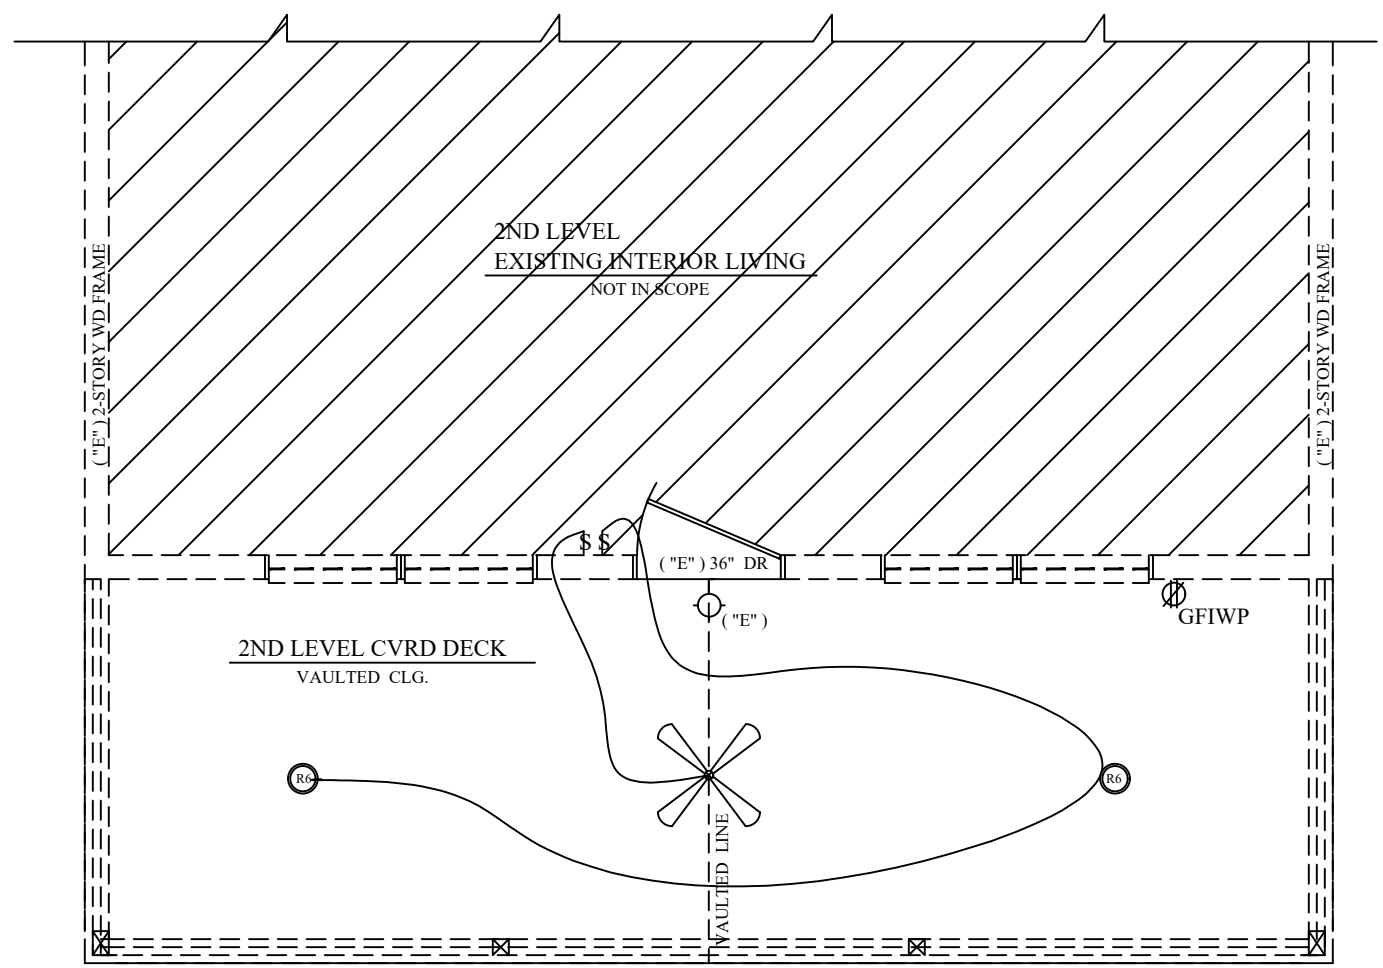 2ND LEVEL
EXISTING INTERIOR LIVING
NOT IN SCOPE
( "E" ) 2-STORY WD FRAME
( "E" ) 2-STORY WD FRAME
$ $
( "E" ) 36" DR
( "E" )
GFIWP
2ND LEVEL CVRD DECK
VAULTED CLG.
R6
R6
VAULTED LINE